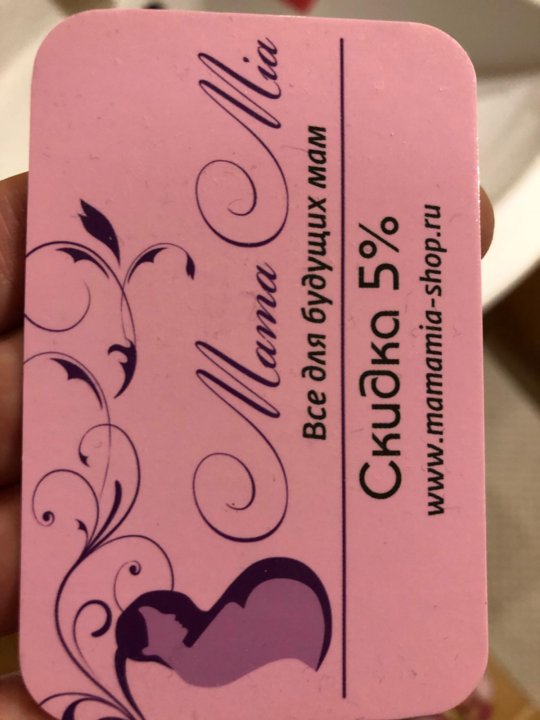 Mama Mia
Все для будущих мам
Скидка 5%
www.mamamia-shop.ru